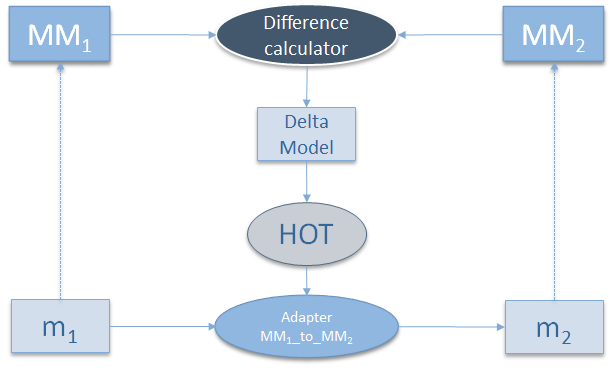 MM₁
Difference
calculator
MM₂
Delta
Model
HOT
m₁
Adapter
MM₁_to_MM₂
m₂